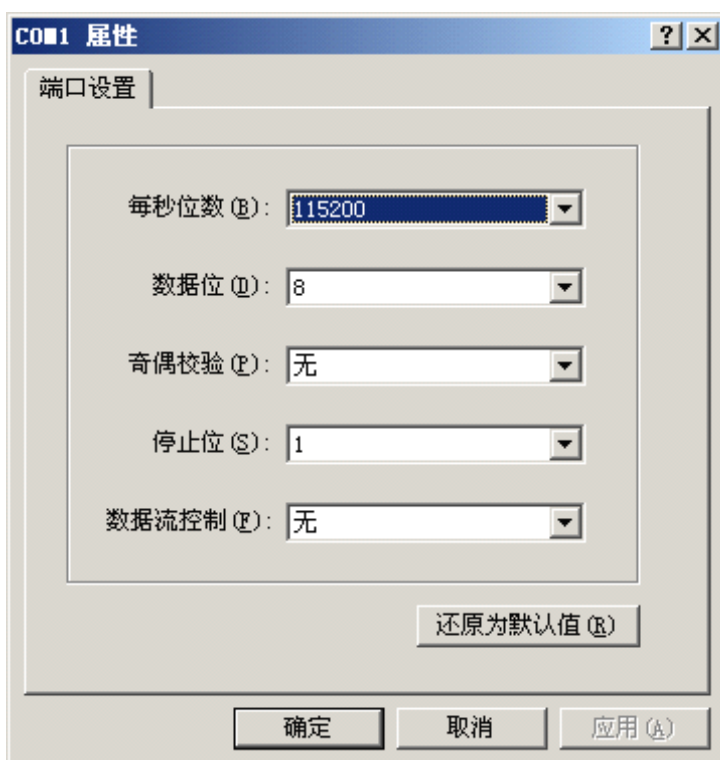 COM1 属性
端口设置
每秒位数(B): 115200
数据位(D): 8
奇偶校验(P): 无
停止位(S): 1
数据流控制(F): 无
还原为默认值(R)
确定 取消 应用(A)